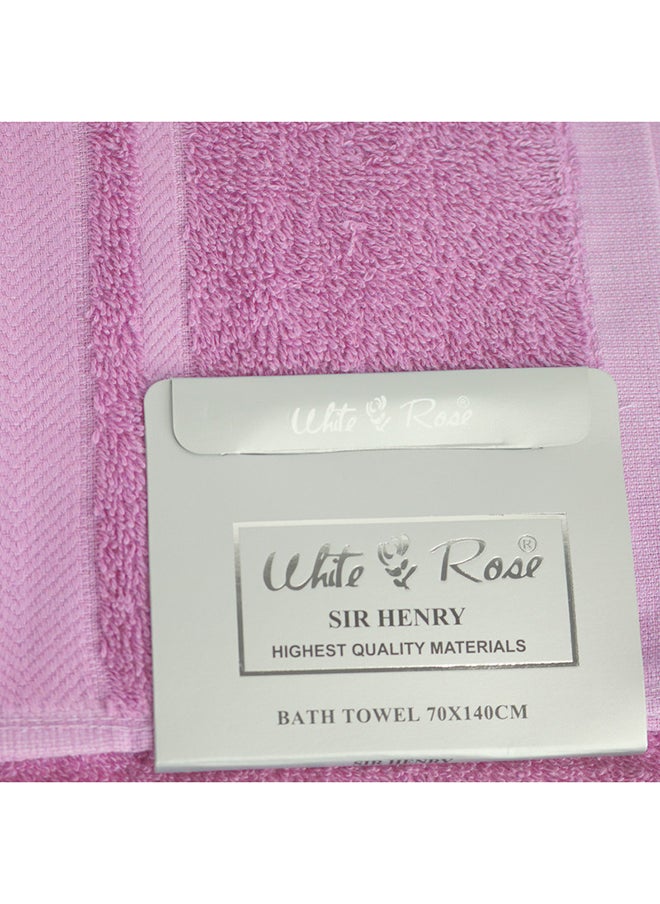 White Rose®
White Rose®
SIR HENRY
HIGHEST QUALITY MATERIALS
BATH TOWEL 70X140CM
SIR HENRY